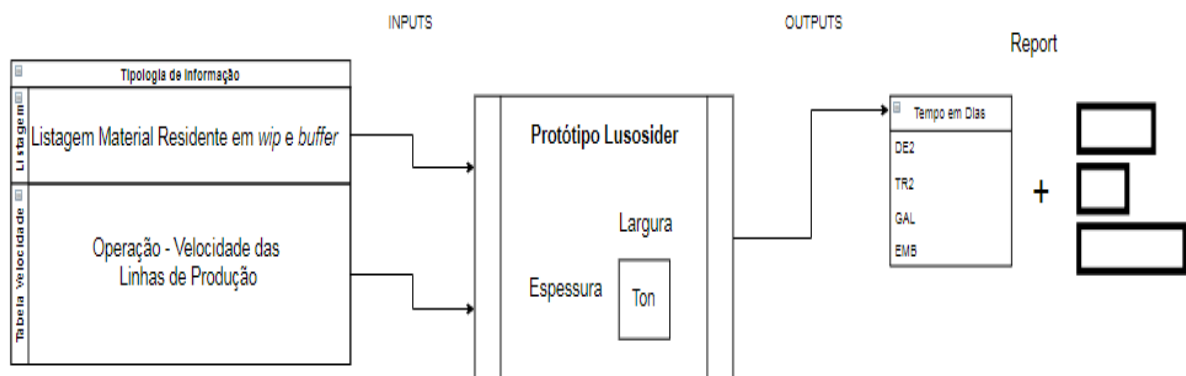 INPUTS
OUTPUTS
Report
Tipologia de Informação
Listagem
Listagem Material Residente em wip e buffer
Tabela Velocidade
Operação - Velocidade das
Linhas de Produção
Protótipo Lusosider
Largura
Espessura
Ton
Tempo em Dias
DE2
TR2
GAL
EMB
+